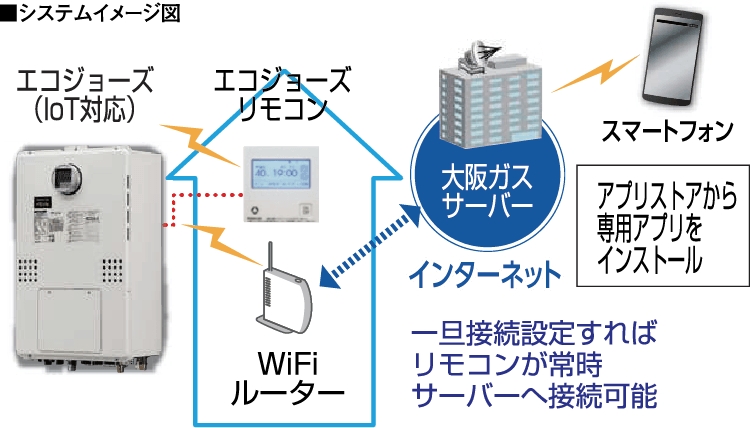 ■システムイメージ図
エコジョーズ
（IoT対応）
エコジョーズ
リモコン
40 19:00
WiFi
ルーター
大阪ガス
サーバー
インターネット
スマートフォン
アプリストアから
専用アプリを
インストール
一旦接続設定すれば
リモコンが常時
サーバーへ接続可能